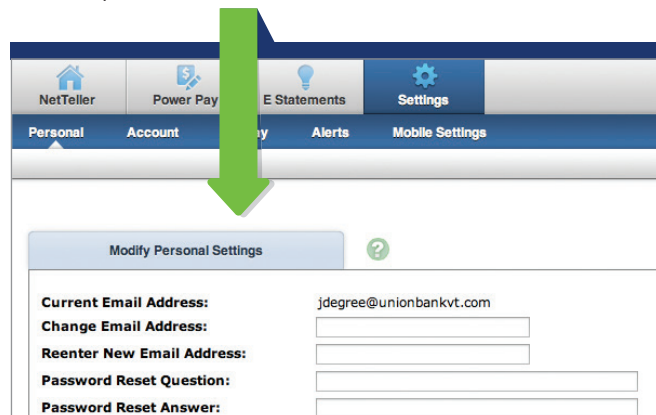 NetTeller Power Pay E Statements Settings
Personal Account Alerts Mobile Settings
Modify Personal Settings ?
Current Email Address: jdegree@unionbankvt.com
Change Email Address:
Reenter New Email Address:
Password Reset Question:
Password Reset Answer: